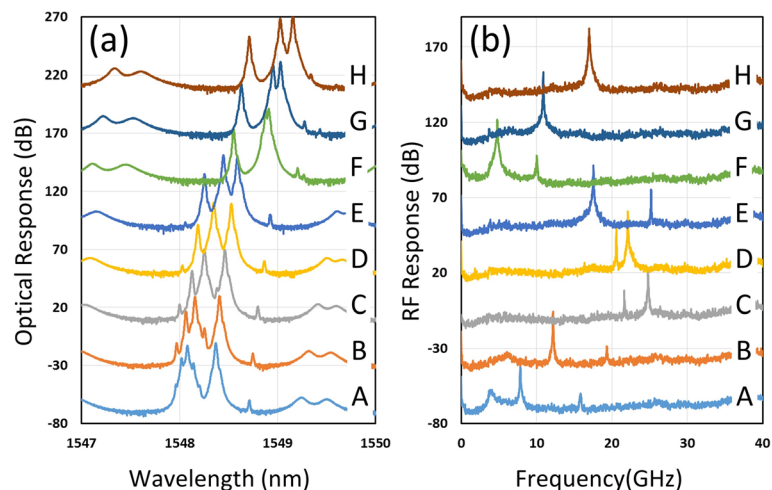 (a)
270
220
170
120
70
20
-30
-80
Optical Response (dB)
H
G
F
E
D
C
B
A
1547
1548
1549
1550
Wavelength (nm)
(b)
170
120
70
20
-30
-80
RF Response (dB)
H
G
F
E
D
C
B
A
0
10
20
30
40
Frequency(GHz)